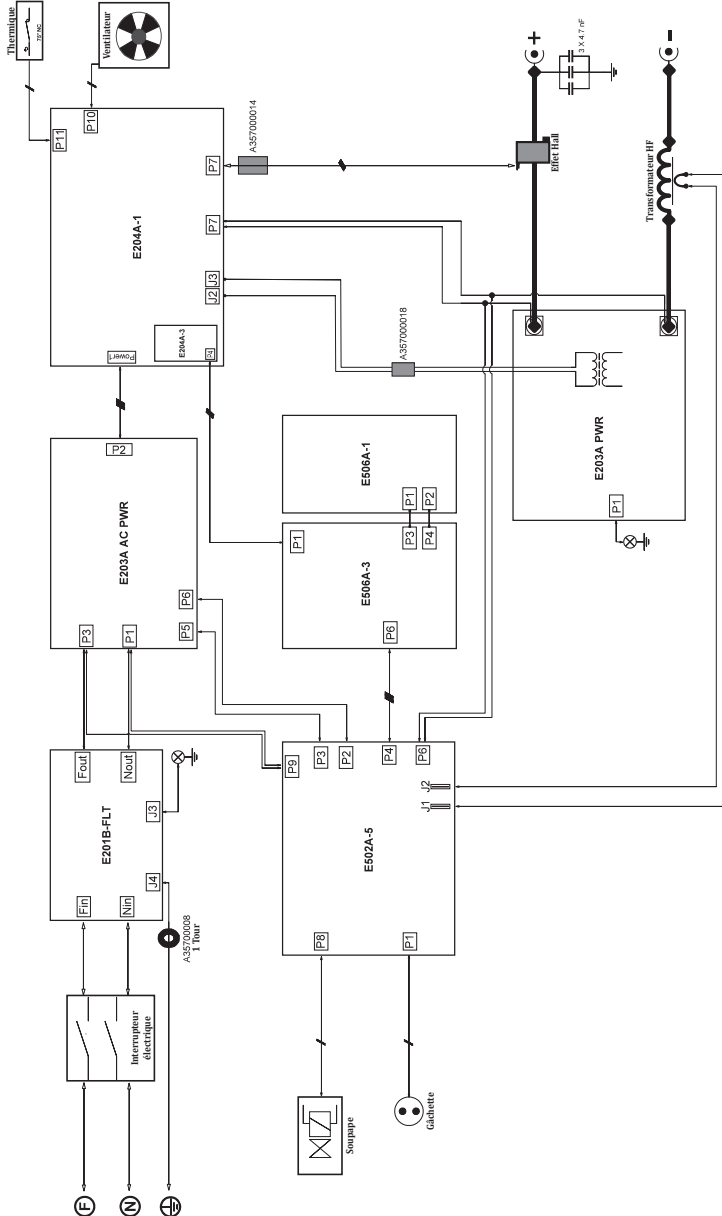 Thermique
75° NC
Ventilateur
P11
P10
P7
A357000014
E204A-1
P7
J3
J2
E204A-3
P4
Power1
Effet Hall
+
3 X 4.7 nF
-
Transformateur HF
A357000018
E203A PWR
P1
P2
E203A AC PWR
P3
P1
P5
P6
E506A-1
P1
P2
P3
P4
E506A-3
P1
P6
Fout
Nout
E201B-FLT
J3
J4
Fin
Nin
A35700008
1 Tour
Interrupteur
électrique
F
N
P9
P3
P2
P4
P6
J2
J1
E502A-5
P8
P1
Soupape
Gâchette